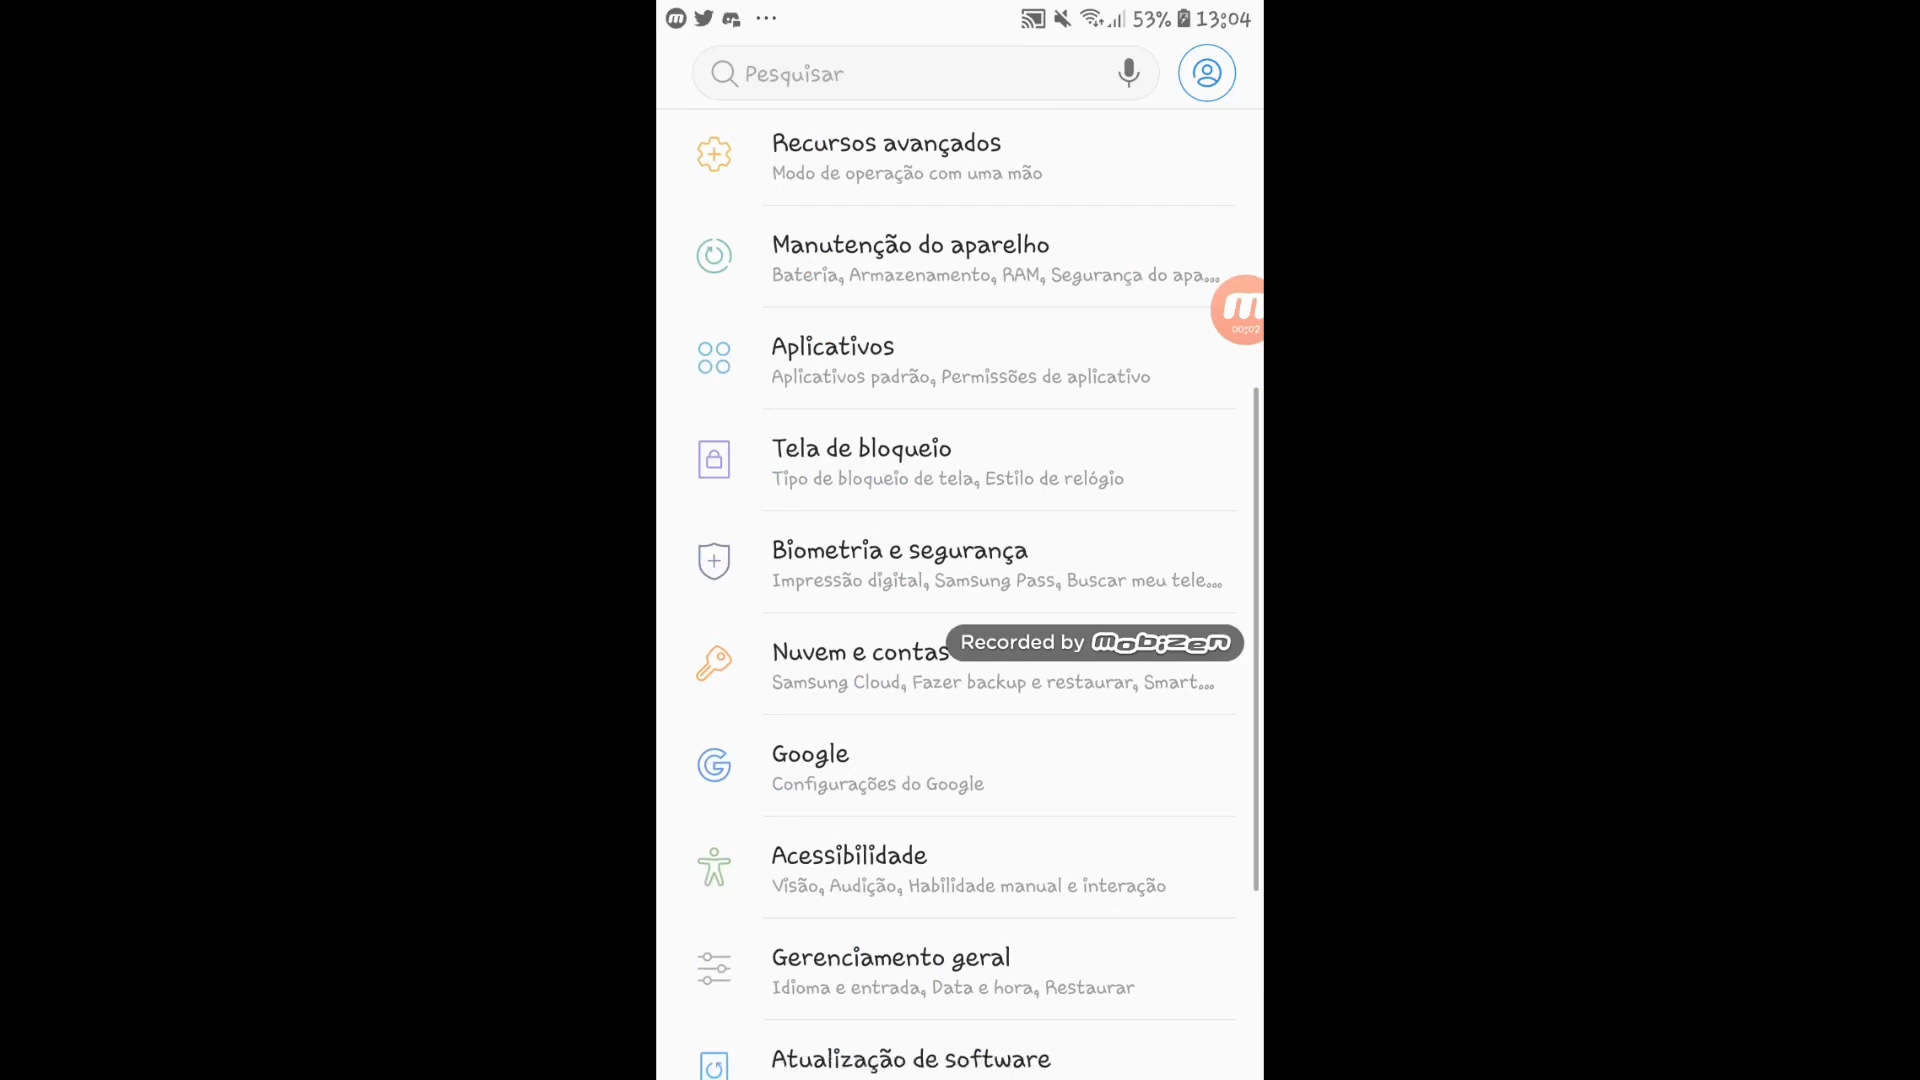 53% 13:04
Pesquisar
Recursos avançados
Modo de operação com uma mão
Manutenção do aparelho
Bateria, Armazenamento, RAM, Segurança do apa...
00:02
Aplicativos
Aplicativos padrão, Permissões de aplicativo
Tela de bloqueio
Tipo de bloqueio de tela, Estilo de relógio
Biometria e segurança
Impressão digital, Samsung Pass, Buscar meu tele...
Nuvem e contas
Recorded by mobizen
Samsung Cloud, Fazer backup e restaurar, Smart...
Google
Configurações do Google
Acessibilidade
Visão, Audição, Habilidade manual e interação
Gerenciamento geral
Idioma e entrada, Data e hora, Restaurar
Atualização de software